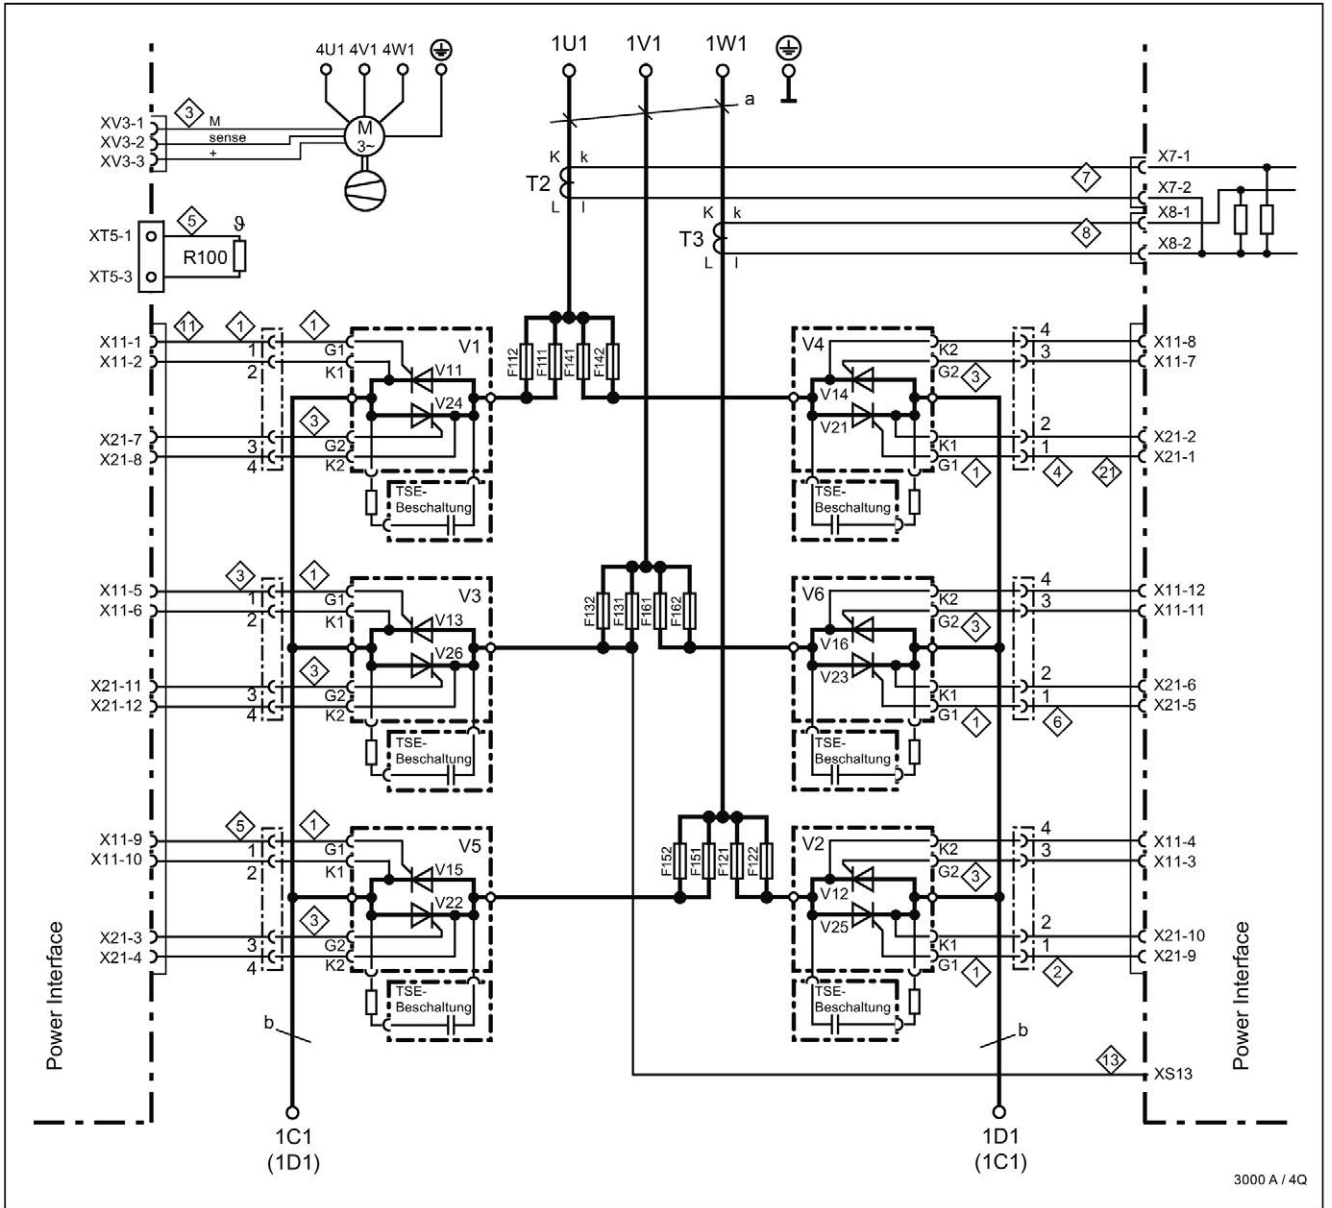 4U1 4V1 4W1
1U1 1V1 1W1
a
XV3-1
XV3-2
XV3-3
3
M
sense
+
M
3~
K k
T2
L l
K k
T3
L l
7
8
X7-1
X7-2
X8-1
X8-2
XT5-1
XT5-3
5
ϑ
R100
11
1
1
X11-1
X11-2
1
2
G1
K1
V1
V11
V24
3
X21-7
X21-8
3
4
G2
K2
TSE-
Beschaltung
F112
F111
F141
F142
V4
V14
V21
K2
G2
3
4
3
X11-8
X11-7
K1
G1
1
2
1
4
21
X21-2
X21-1
TSE-
Beschaltung
X11-5
X11-6
3
1
1
2
G1
K1
V3
V13
V26
3
X21-11
X21-12
3
4
G2
K2
TSE-
Beschaltung
F132
F131
F161
F162
V6
V16
V23
K2
G2
3
4
3
X11-12
X11-11
K1
G1
1
2
1
6
X21-6
X21-5
TSE-
Beschaltung
X11-9
X11-10
5
1
1
2
G1
K1
V5
V15
V22
3
X21-3
X21-4
3
4
G2
K2
TSE-
Beschaltung
F152
F151
F121
F122
V2
V12
V25
K2
G2
3
4
3
X11-4
X11-3
K1
G1
1
2
1
2
X21-10
X21-9
TSE-
Beschaltung
Power Interface
Power Interface
b
b
13
XS13
1C1
(1D1)
1D1
(1C1)
3000 A / 4Q